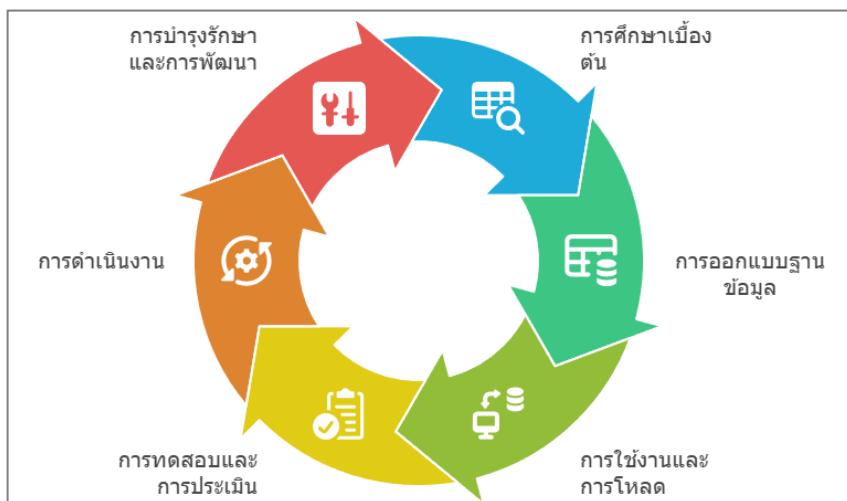 การบำรุงรักษา
และการพัฒนา
การศึกษาเบื้อง
ต้น
การดำเนินงาน
การออกแบบฐาน
ข้อมูล
การทดสอบและ
การประเมิน
การใช้งานและ
การโหลด